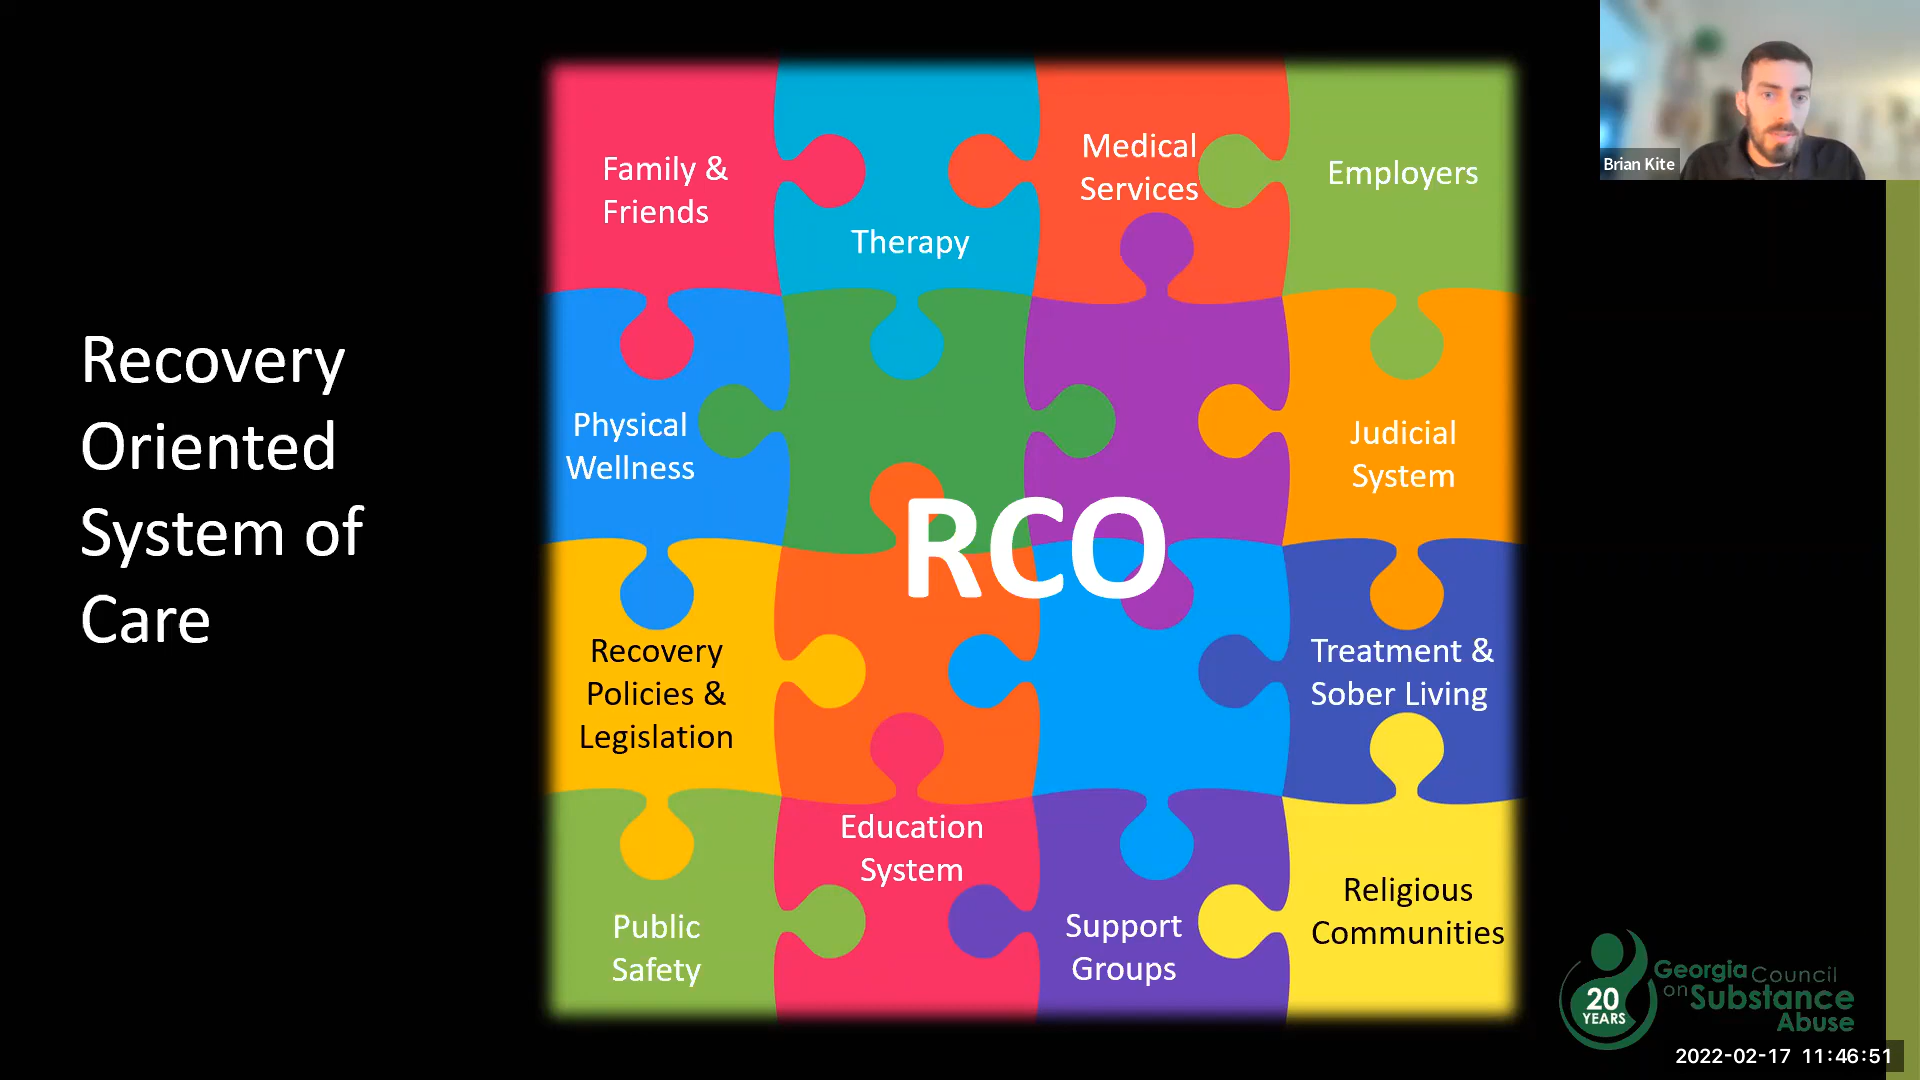 Recovery
Oriented
System of
Care
Family &
Friends
Therapy
Medical
Services
Employers
Physical
Wellness
Judicial
System
RCO
Recovery
Policies &
Legislation
Treatment &
Sober Living
Public
Safety
Education
System
Support
Groups
Religious
Communities
Brian Kite
20
YEARS
Georgia Council
on Substance
Abuse
2022-02-17 11:46:51